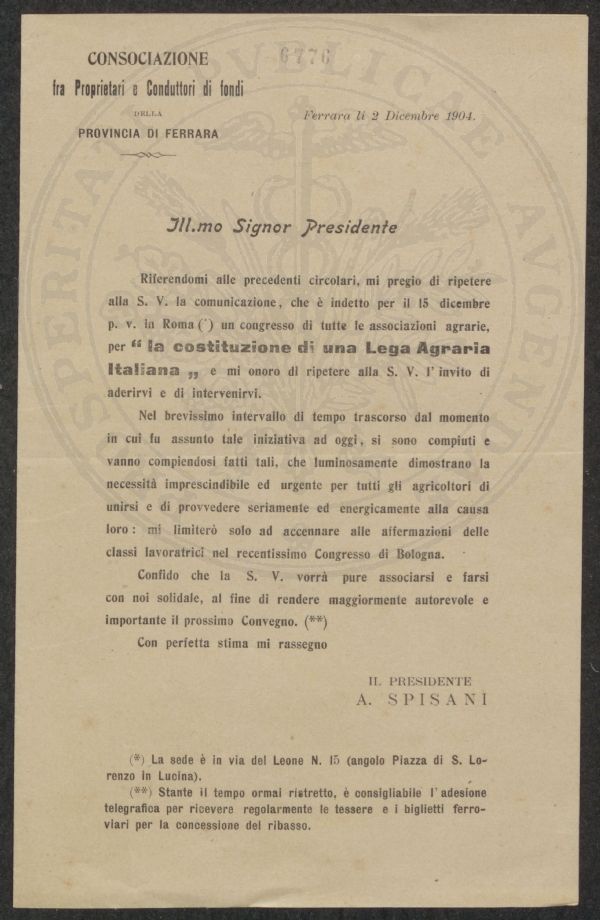 CONSOCIAZIONE
fra Proprietari e Conduttori di fondi
DELLA
PROVINCIA DI FERRARA
6776
Ferrara li 2 Dicembre 1904.
Ill.mo Signor Presidente
Riferendomi alle precedenti circolari, mi pregio di ripetere
alla S. V. la comunicazione, che è indetto per il 15 dicembre
p. v. in Roma (*) un congresso di tutte le associazioni agrarie,
per “ la costituzione di una Lega Agraria
Italiana „ e mi onoro di ripetere alla S. V. l' invito di
aderirvi e di intervenirvi.
Nel brevissimo intervallo di tempo trascorso dal momento
in cui fu assunto tale iniziativa ad oggi, si sono compiuti e
vanno compiendosi fatti tali, che luminosamente dimostrano la
necessità imprescindibile ed urgente per tutti gli agricoltori di
unirsi e di provvedere seriamente ed energicamente alla causa
loro : mi limiterò solo ad accennare alle affermazioni delle
classi lavoratrici nel recentissimo Congresso di Bologna.
Confido che la S. V. vorrà pure associarsi e farsi
con noi solidale, al fine di rendere maggiormente autorevole e
importante il prossimo Convegno. (**)
Con perfetta stima mi rassegno
IL PRESIDENTE
A. SPISANI
(*) La sede è in via del Leone N. 15 (angolo Piazza di S. Lo-
renzo in Lucina).
(**) Stante il tempo ormai ristretto, è consigliabile l' adesione
telegrafica per ricevere regolarmente le tessere e i biglietti ferro-
viari per la concessione del ribasso.
SPERITATI PVBLICAE AVGEND